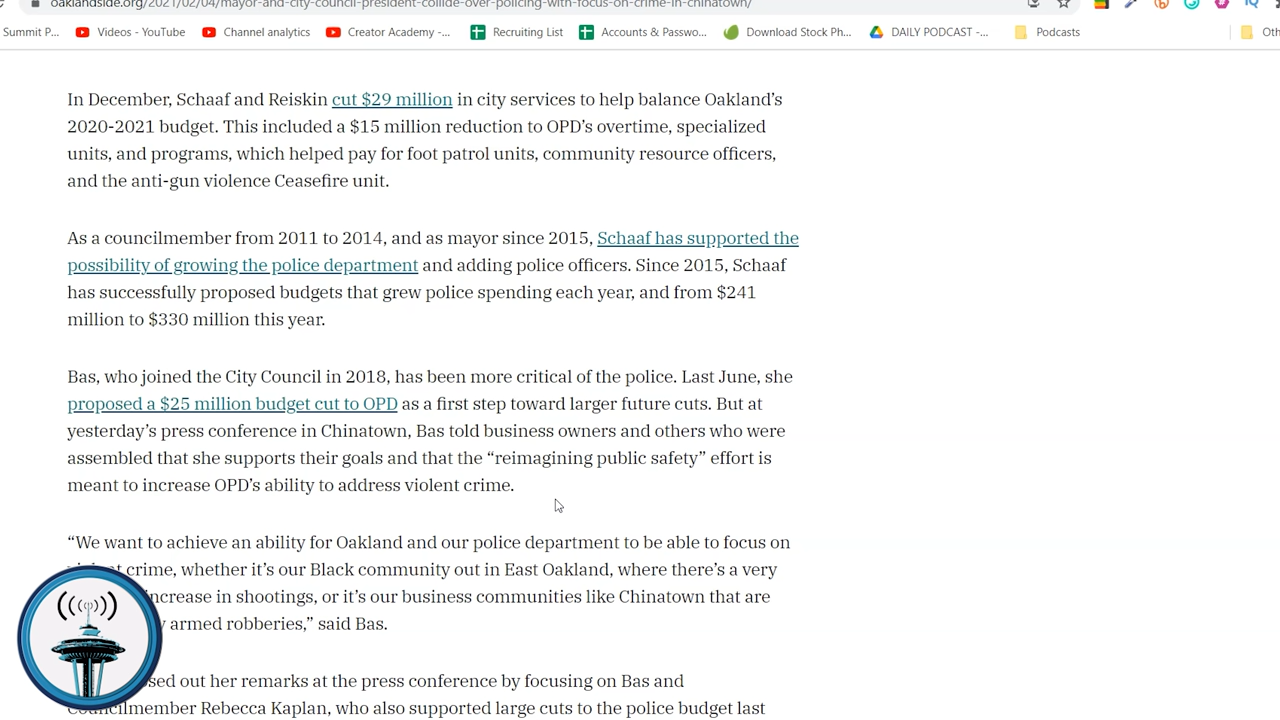 oaklandside.org/2021/02/04/mayor-and-city-council-president-collide-over-policing-with-focus-on-crime-in-chinatown/
Summit P... Videos - YouTube Channel analytics Creator Academy -... Recruiting List Accounts & Passwo... Download Stock Ph... DAILY PODCAST -... Podcasts Oth
In December, Schaaf and Reiskin cut $29 million in city services to help balance Oakland’s
2020-2021 budget. This included a $15 million reduction to OPD’s overtime, specialized
units, and programs, which helped pay for foot patrol units, community resource officers,
and the anti-gun violence Ceasefire unit.
As a councilmember from 2011 to 2014, and as mayor since 2015, Schaaf has supported the
possibility of growing the police department and adding police officers. Since 2015, Schaaf
has successfully proposed budgets that grew police spending each year, and from $241
million to $330 million this year.
Bas, who joined the City Council in 2018, has been more critical of the police. Last June, she
proposed a $25 million budget cut to OPD as a first step toward larger future cuts. But at
yesterday’s press conference in Chinatown, Bas told business owners and others who were
assembled that she supports their goals and that the “reimagining public safety” effort is
meant to increase OPD’s ability to address violent crime.
“We want to achieve an ability for Oakland and our police department to be able to focus on
crime, whether it’s our Black community out in East Oakland, where there’s a very
increase in shootings, or it’s our business communities like Chinatown that are
armed robberies,” said Bas.
sed out her remarks at the press conference by focusing on Bas and
Councilmember Rebecca Kaplan, who also supported large cuts to the police budget last